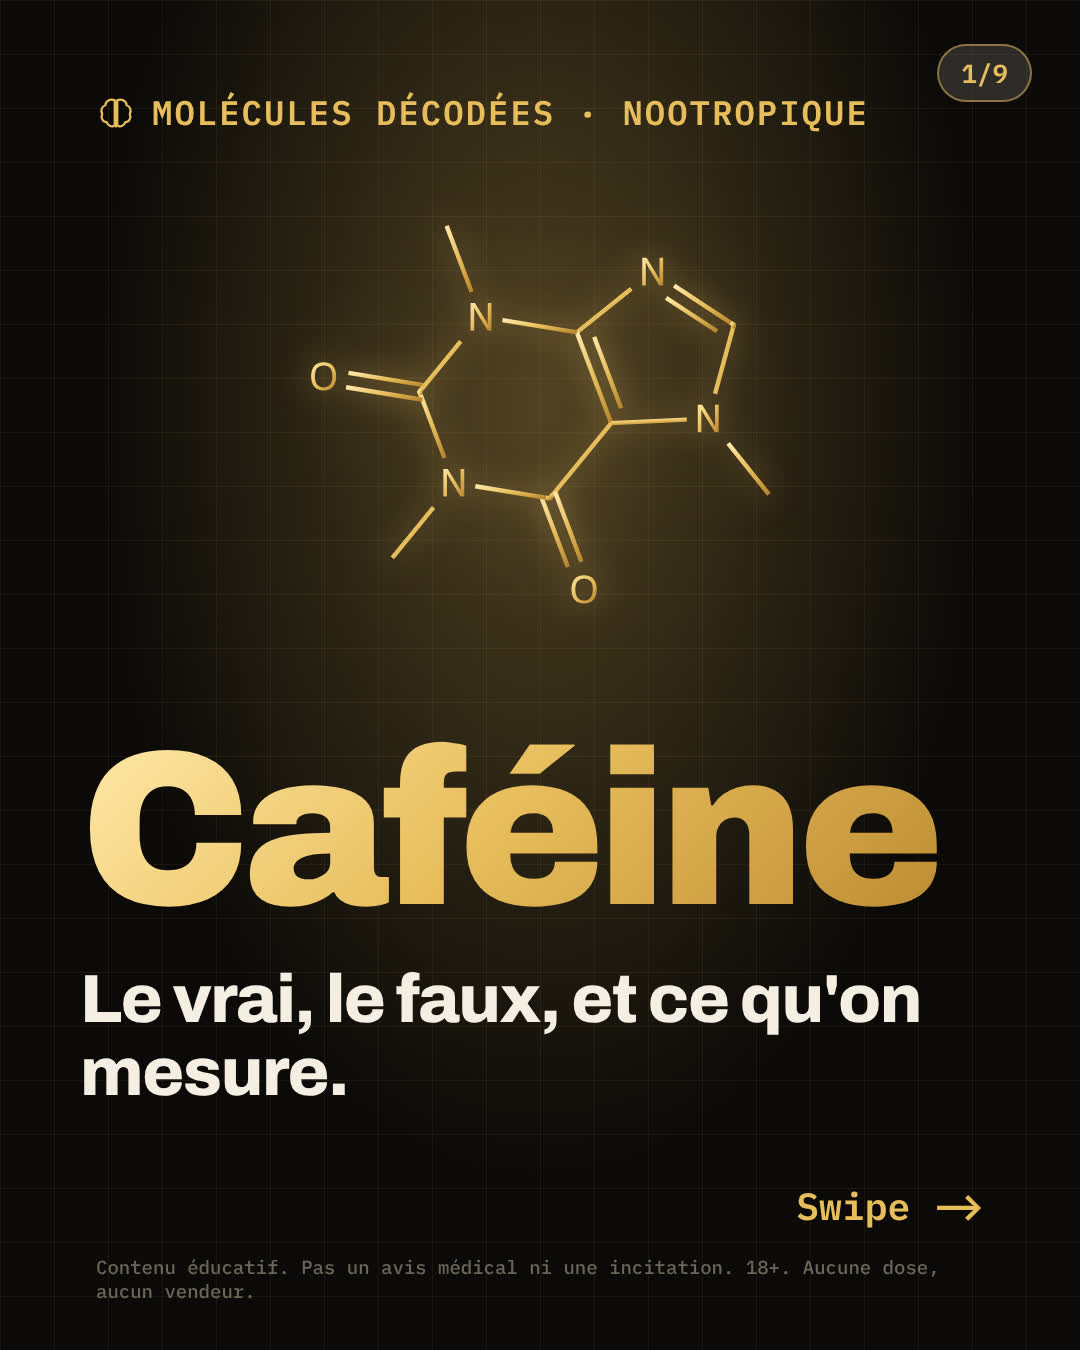 1/9
MOLÉCULES DÉCODÉES · NOOTROPIQUE
N
N
O
N
N
O
Caféine
Le vrai, le faux, et ce qu'on
mesure.
Swipe →
Contenu éducatif. Pas un avis médical ni une incitation. 18+. Aucune dose,
aucun vendeur.